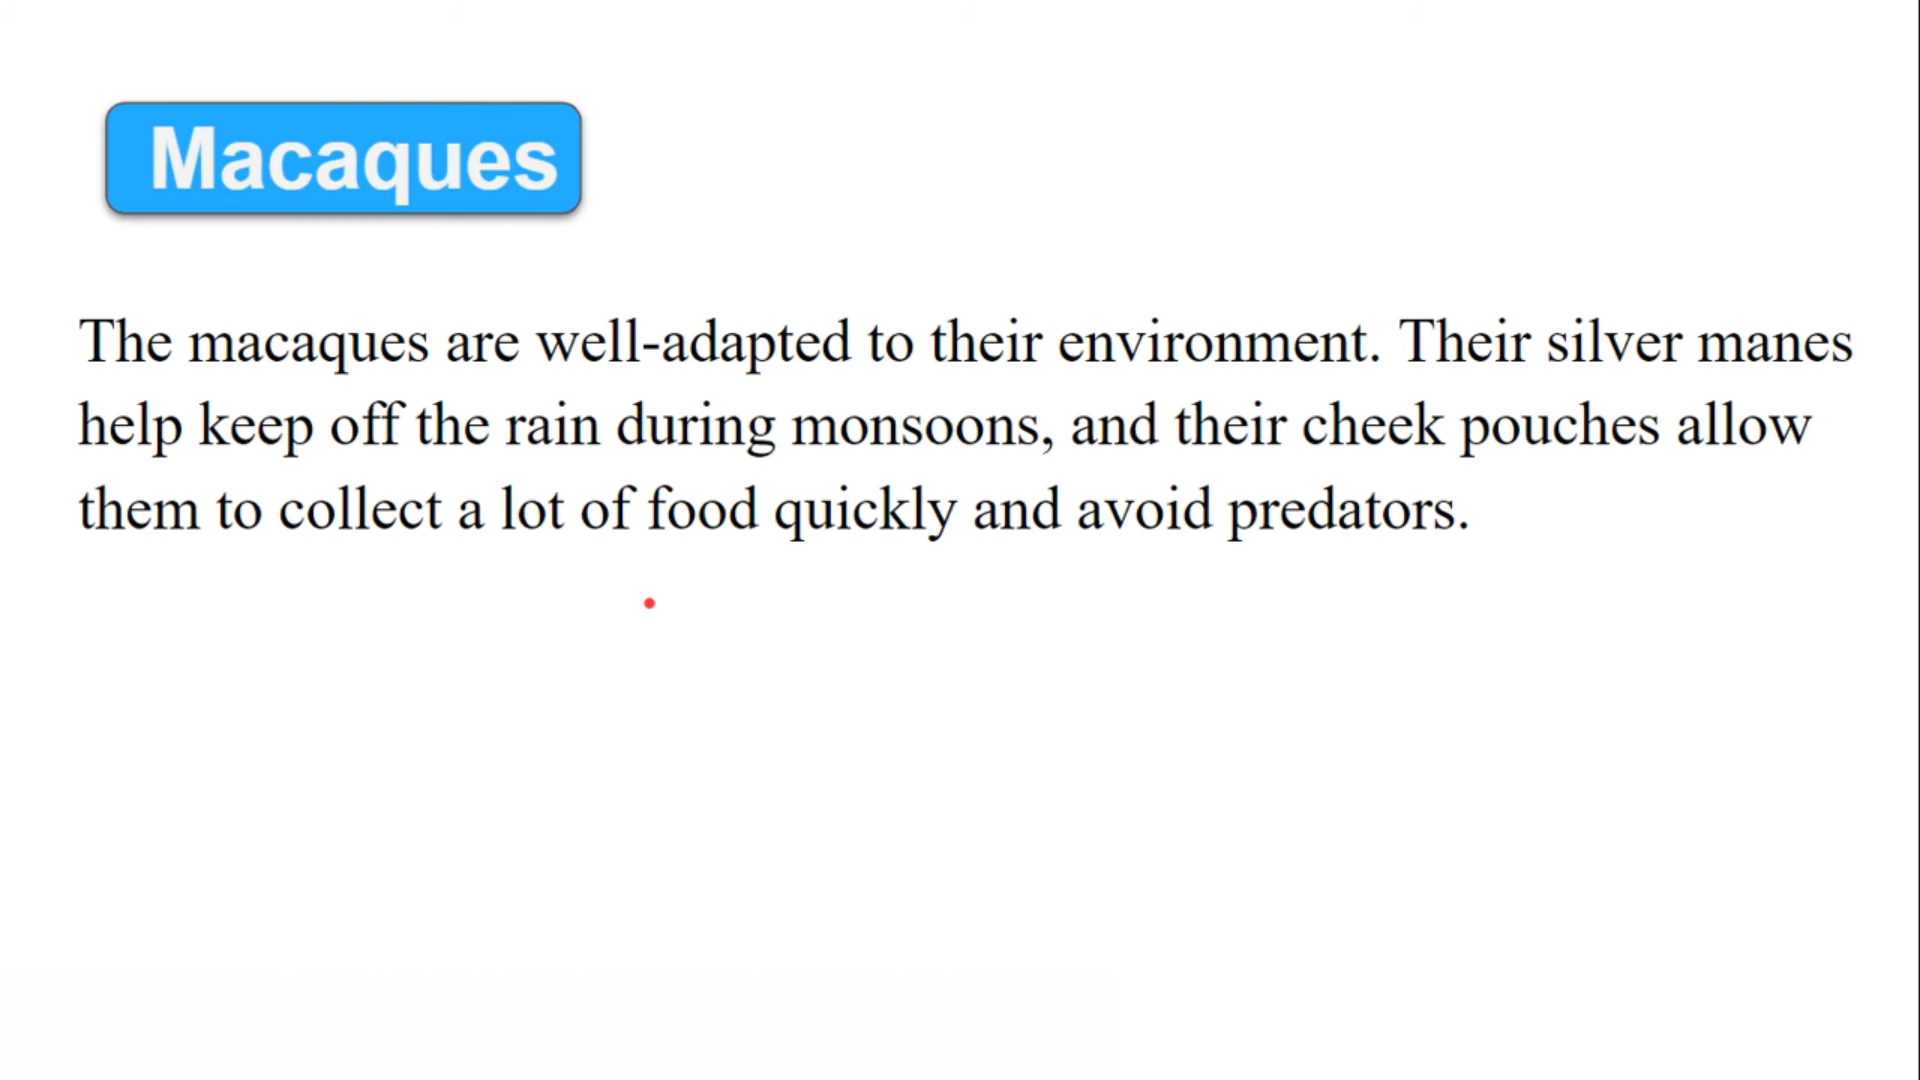 Macaques
The macaques are well-adapted to their environment. Their silver manes
help keep off the rain during monsoons, and their cheek pouches allow
them to collect a lot of food quickly and avoid predators.